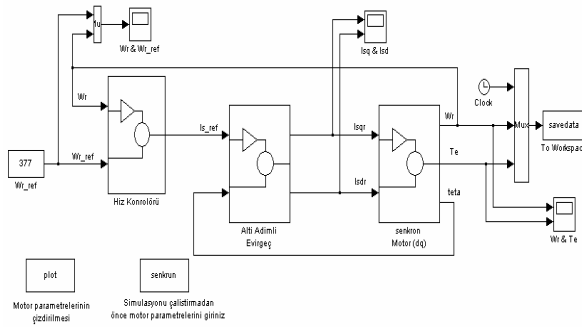 fu
Wr & Wr_ref
Isq & Isd
Wr
Wr_ref
377
Wr_ref
Hiz Konrolörü
Is_ref
Alti Adimli
Evirgeç
Isqr
Isdr
Wr
Te
teta
senkron
Motor (dq)
Clock
Mux
savedata
To Workspac
Wr & Te
plot
Motor parametrelerinin
çizdirilmesi
senkrun
Simulasyonu çalistirmadan
önce motor parametrelerini giriniz